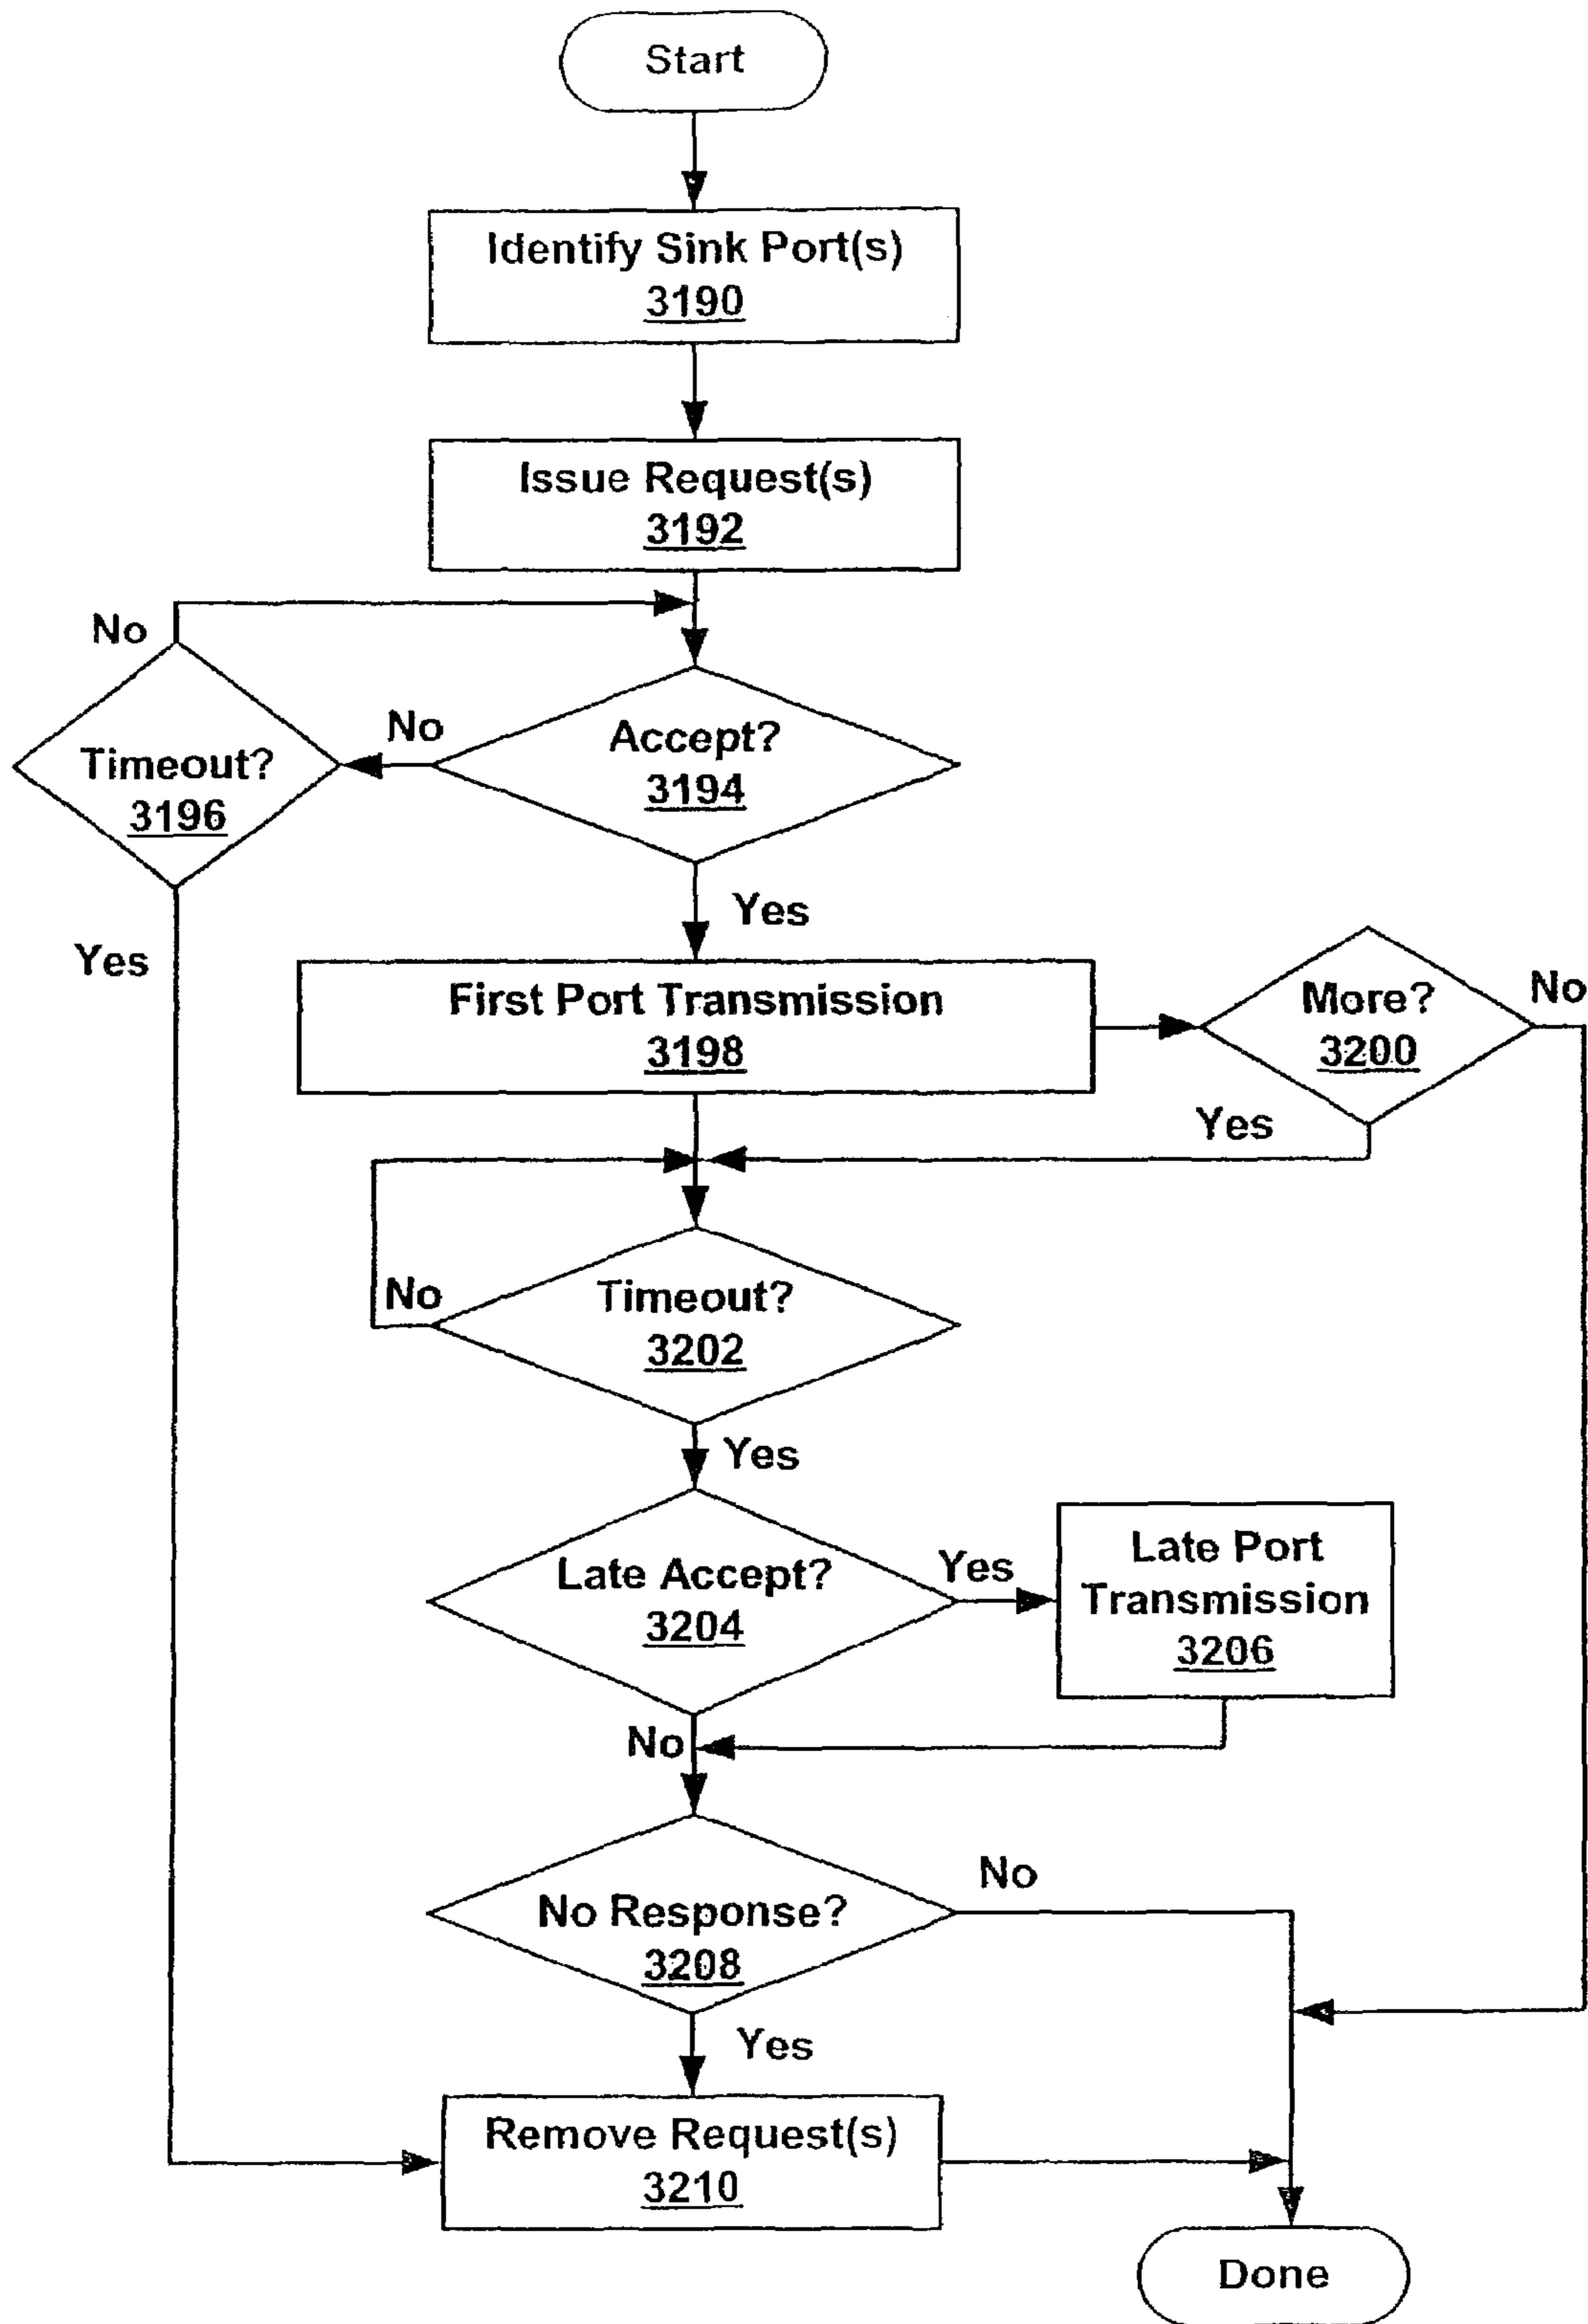 Start
Identify Sink Port(s)
3190
Issue Request(s)
3192
No
No
Accept?
3194
Timeout?
3196
Yes
Yes
First Port Transmission
3198
More?
3200
No
Yes
No
Timeout?
3202
Yes
Late Accept?
3204
Yes
Late Port
Transmission
3206
No
No Response?
3208
No
Yes
Remove Request(s)
3210
Done